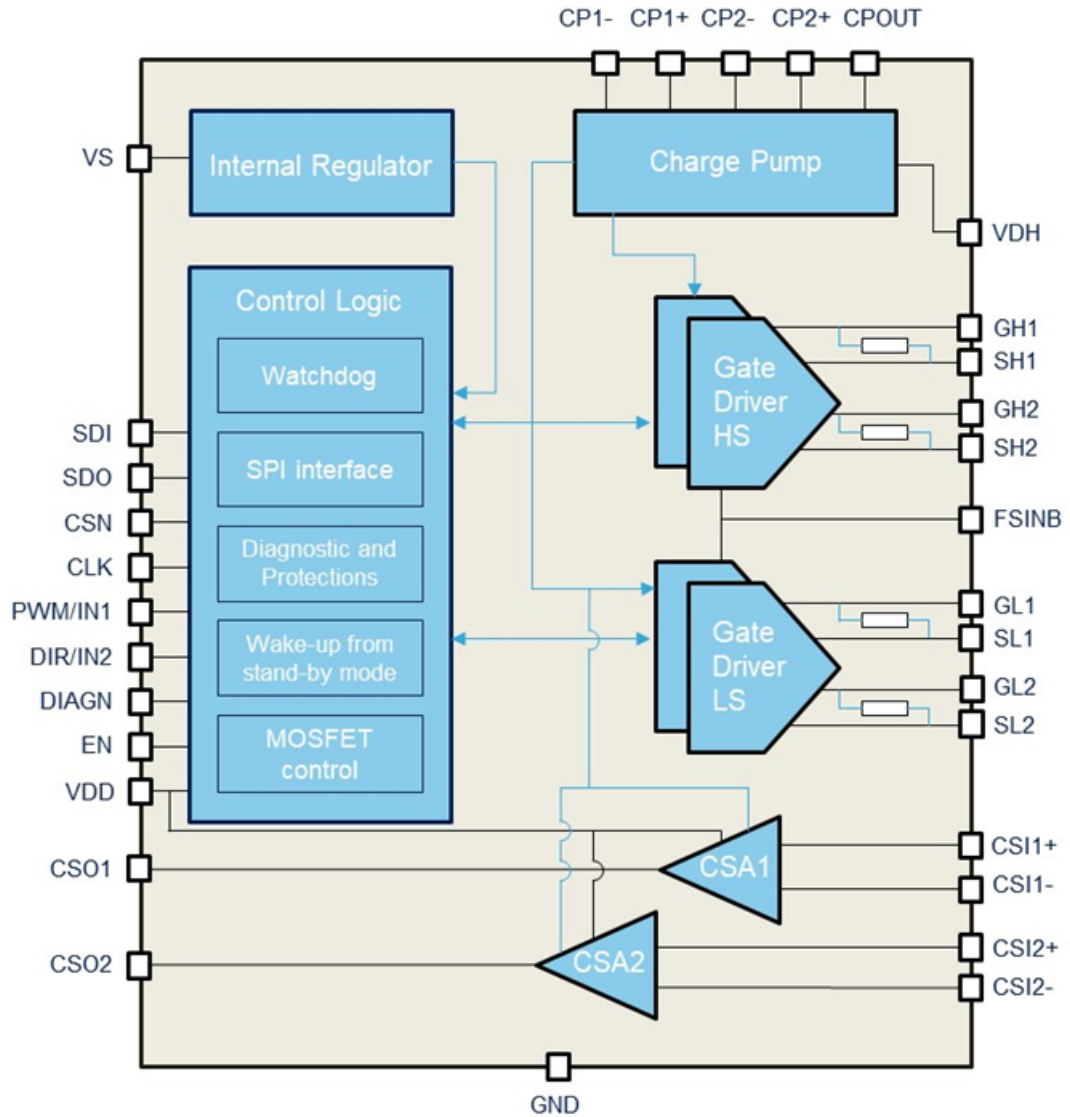 CP1- CP1+ CP2- CP2+ CPOUT
VS
Internal Regulator
Charge Pump
VDH
Control Logic
Watchdog
SPI interface
Diagnostic and
Protections
Wake-up from
stand-by mode
MOSFET
control
SDI
SDO
CSN
CLK
PWM/IN1
DIR/IN2
DIAGN
EN
VDD
CSO1
CSO2
Gate
Driver
HS
GH1
SH1
GH2
SH2
FSINB
Gate
Driver
LS
GL1
SL1
GL2
SL2
CSA1
CSI1+
CSI1-
CSA2
CSI2+
CSI2-
GND